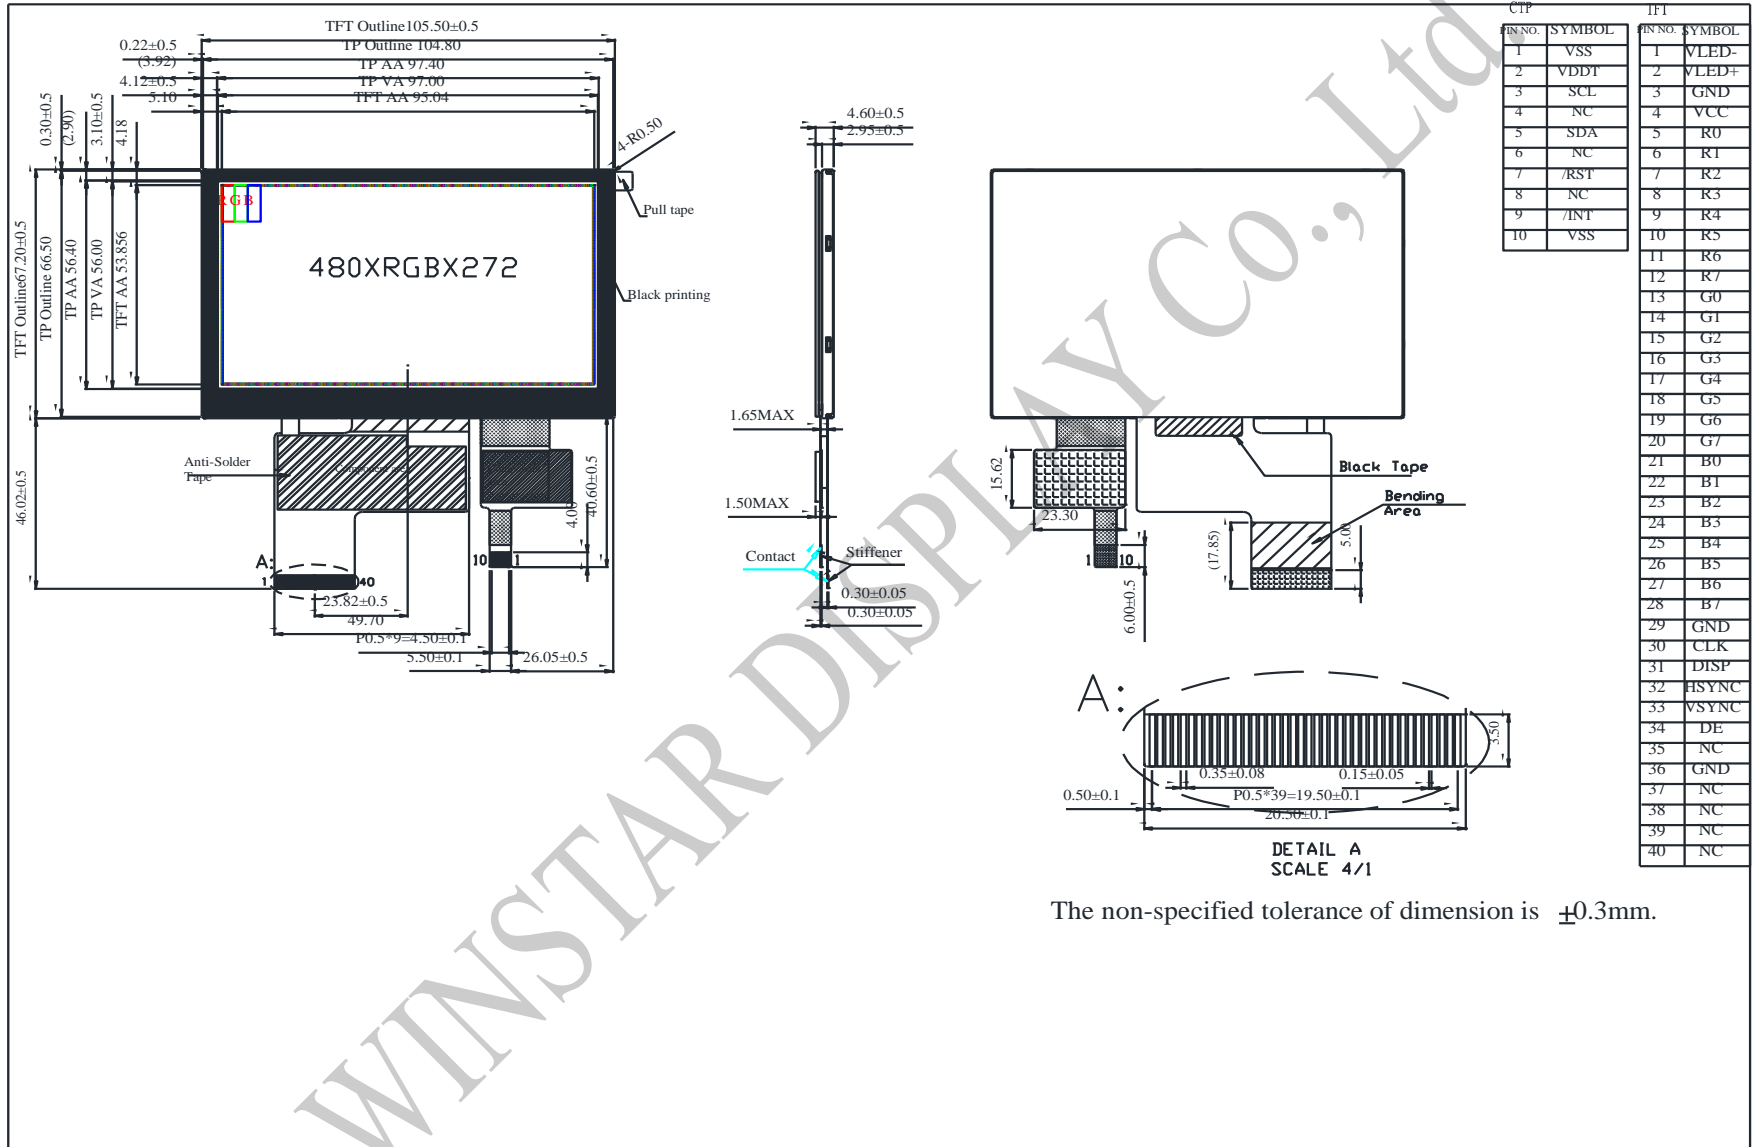 TFT Outline105.50±0.5
0.22±0.5
TP Outline 104.80
(3.92)
TP AA 97.40
4.12±0.5
TP VA 97.00
5.10
TFT AA 95.04
0.30±0.5
(2.90)
3.10±0.5
4.18
4-R0.50
Pull tape
Black printing
RGB
480XRGBX272
TFT Outline67.20±0.5
TP Outline 66.50
TP AA 56.40
TP VA 56.00
TFT AA 53.856
46.02±0.5
Anti-Solder
Tape
4.00
40.60±0.5
A:
1
40
10
1
23.82±0.5
49.70
P0.5*9=4.50±0.1
5.50±0.1
26.05±0.5
4.60±0.5
2.95±0.5
1.65MAX
1.50MAX
Contact
Stiffener
0.30±0.05
0.30±0.05
15.62
23.30
1
10
6.00±0.5
Black Tape
Bending
Area
(17.85)
5.00
A:
3.50
0.35±0.08
0.15±0.05
0.50±0.1
P0.5*39=19.50±0.1
20.50±0.1
DETAIL A
SCALE 4/1
The non-specified tolerance of dimension is ±0.3mm.
CTP
PIN NO. SYMBOL
1 VSS
2 VDDT
3 SCL
4 NC
5 SDA
6 NC
7 /RST
8 NC
9 /INT
10 VSS
TFT
PIN NO. SYMBOL
1 VLED-
2 VLED+
3 GND
4 VCC
5 R0
6 R1
7 R2
8 R3
9 R4
10 R5
11 R6
12 R7
13 G0
14 G1
15 G2
16 G3
17 G4
18 G5
19 G6
20 G7
21 B0
22 B1
23 B2
24 B3
25 B4
26 B5
27 B6
28 B7
29 GND
30 CLK
31 DISP
32 HSYNC
33 VSYNC
34 DE
35 NC
36 GND
37 NC
38 NC
39 NC
40 NC
WINSTAR DISPLAY Co., Ltd.